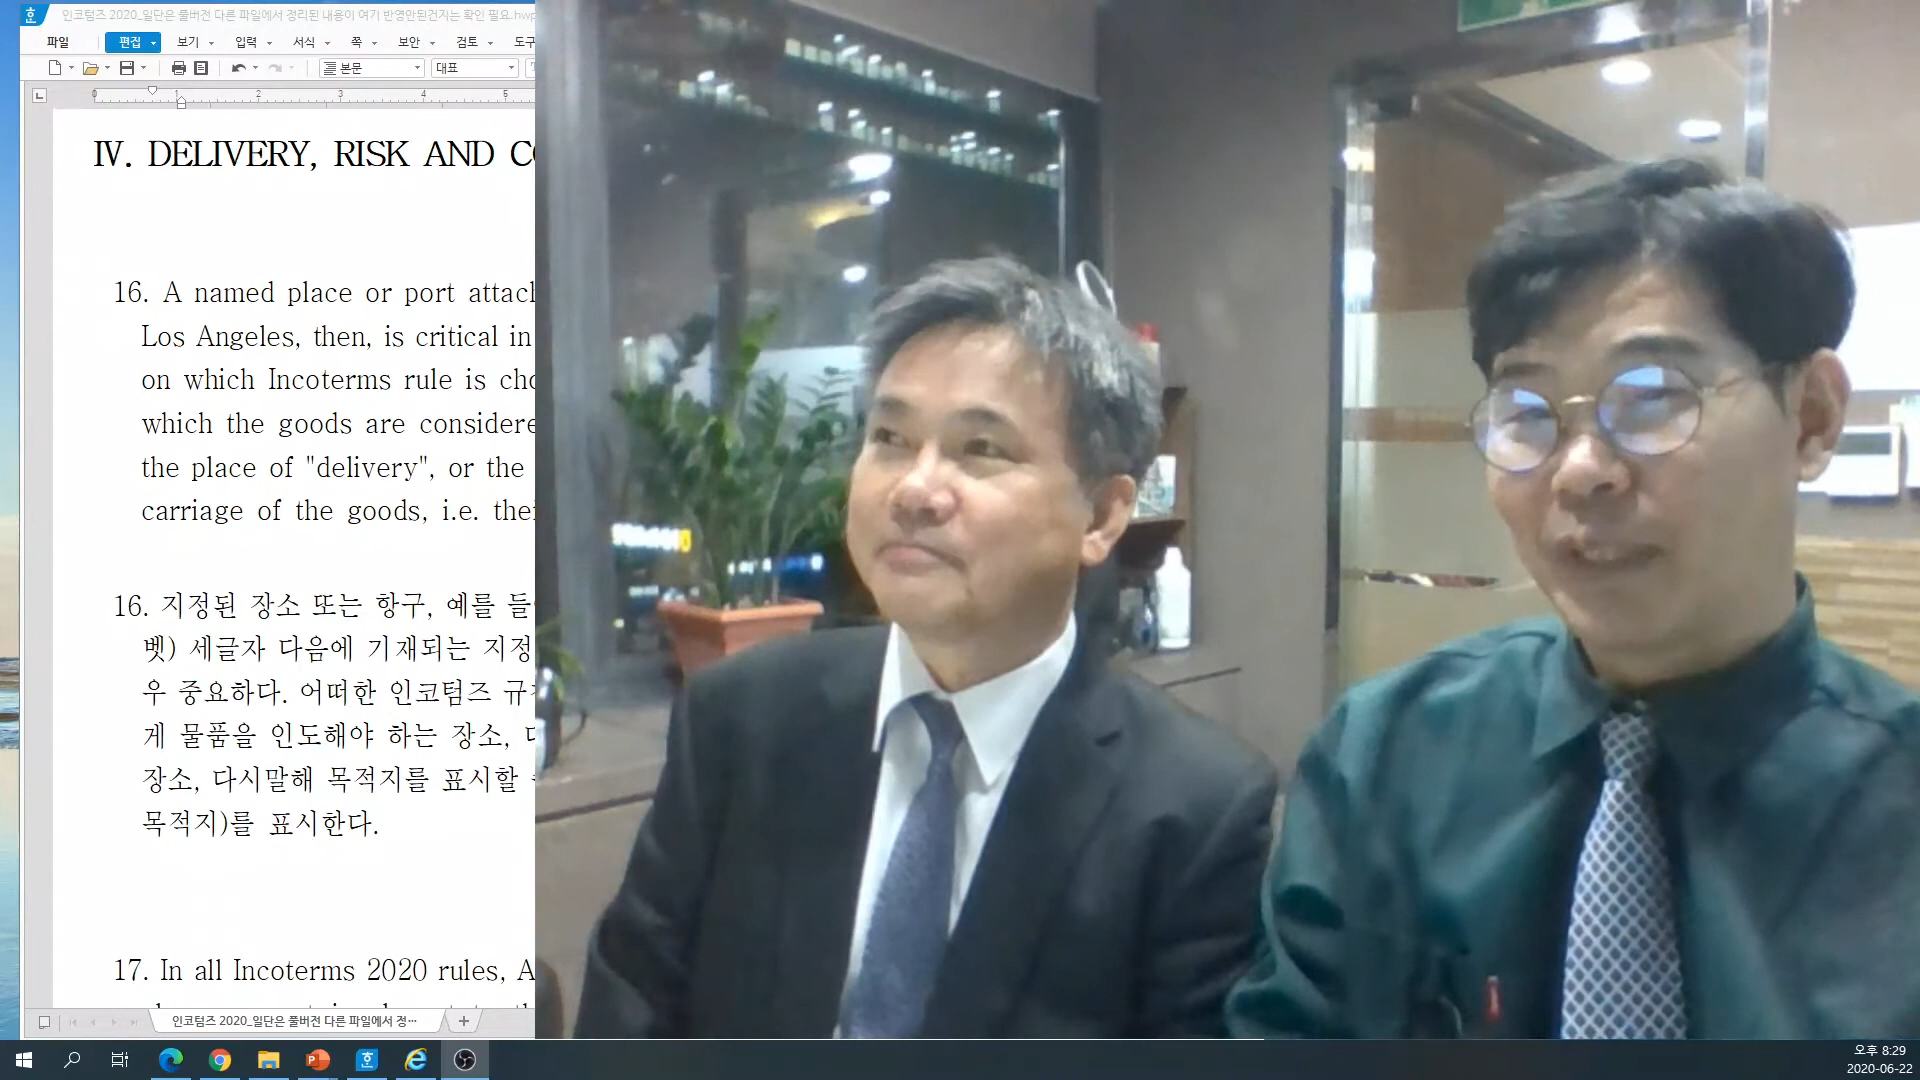 인코텀즈 2020_일단은 풀버전 다른 파일에서 정리된 내용이 여기 반영안된건지는 확인 필요.hwp
파일 편집 보기 입력 서식 쪽 보안 검토 도구
본문 대표
0 1 2 3 4 5
Ⅳ. DELIVERY, RISK AND C
16. A named place or port attach
Los Angeles, then, is critical in
on which Incoterms rule is cho
which the goods are considere
the place of "delivery", or the
carriage of the goods, i.e. thei
16. 지정된 장소 또는 항구, 예를 들
벳) 세글자 다음에 기재되는 지정
우 중요하다. 어떠한 인코텀즈 규
게 물품을 인도해야 하는 장소,
장소, 다시말해 목적지를 표시할
목적지)를 표시한다.
17. In all Incoterms 2020 rules, A
인코텀즈 2020_일단은 풀버전 다른 파일에서 정…
오후 8:29
2020-06-22